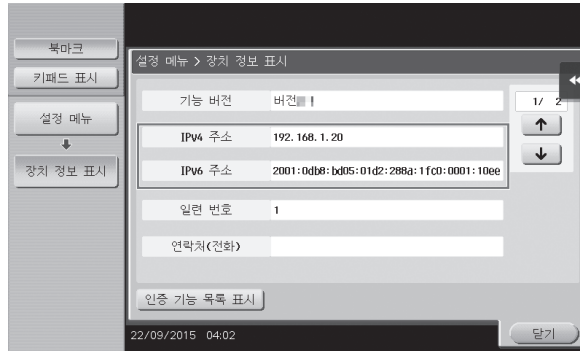 북마크
키패드 표시
설정 메뉴
장치 정보 표시
설정 메뉴 > 장치 정보 표시
기능 버전 버전
1/ 2
IPv4 주소 192.168.1.20
IPv6 주소 2001:0db8:bd05:01d2:288a:1fc0:0001:10ee
일련 번호 1
연락처(전화)
인증 기능 목록 표시
22/09/2015 04:02
닫기